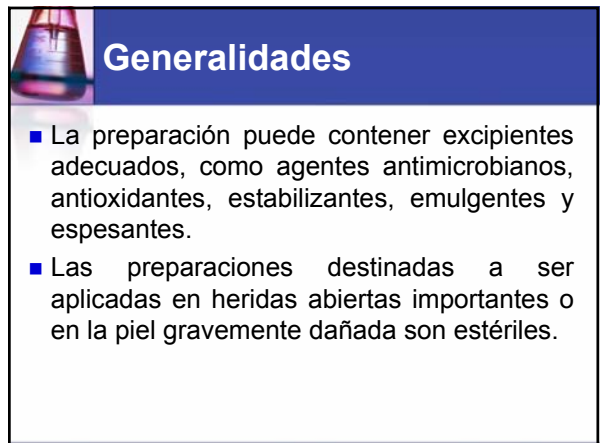 Generalidades
La preparación puede contener excipientes
adecuados, como agentes antimicrobianos,
antioxidantes, estabilizantes, emulgentes y
espesantes.
Las preparaciones destinadas a ser
aplicadas en heridas abiertas importantes o
en la piel gravemente dañada son estériles.